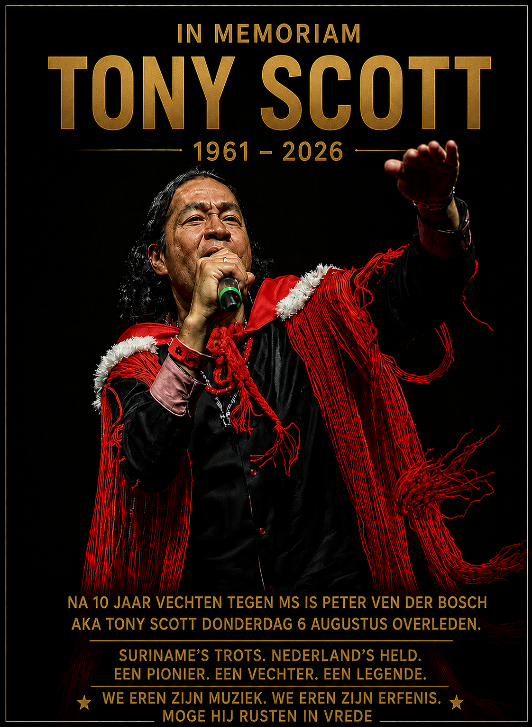 IN MEMORIAM
TONY SCOTT
1961 – 2026
NA 10 JAAR VECHTEN TEGEN MS IS PETER VEN DER BOSCH
AKA TONY SCOTT DONDERDAG 6 AUGUSTUS OVERLEDEN.
SURINAME'S TROTS. NEDERLAND'S HELD.
EEN PIONIER. EEN VECHTER. EEN LEGENDE.
WE EREN ZIJN MUZIEK. WE EREN ZIJN ERFENIS.
MOGE HIJ RUSTEN IN VREDE